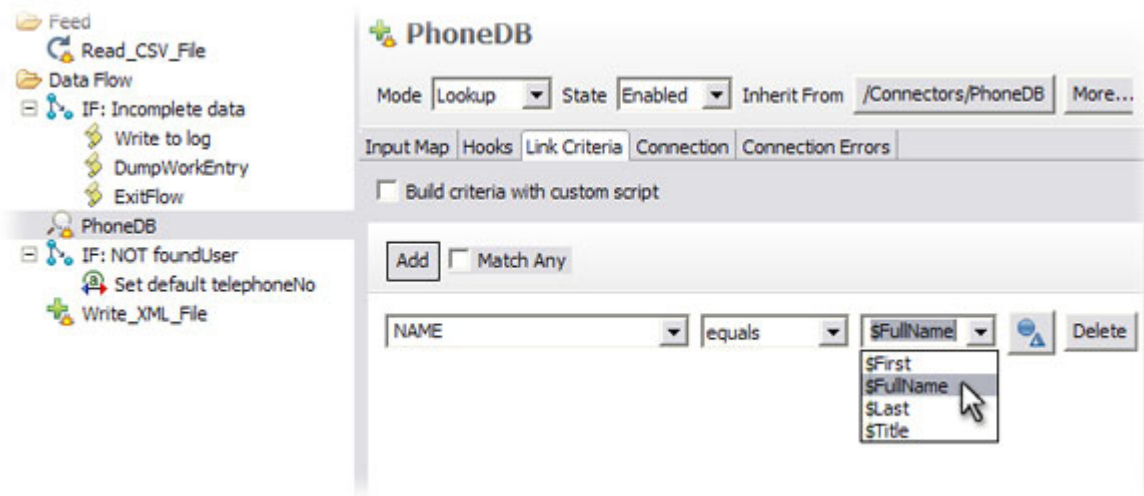 Feed
Read_CSV_File
Data Flow
IF: Incomplete data
Write to log
DumpWorkEntry
ExitFlow
PhoneDB
IF: NOT foundUser
Set default telephoneNo
Write_XML_File
PhoneDB
Mode Lookup State Enabled Inherit From /Connectors/PhoneDB More...
Input Map Hooks Link Criteria Connection Connection Errors
Build criteria with custom script
Add Match Any
NAME equals $FullName Delete
$First
$FullName
$Last
$Title